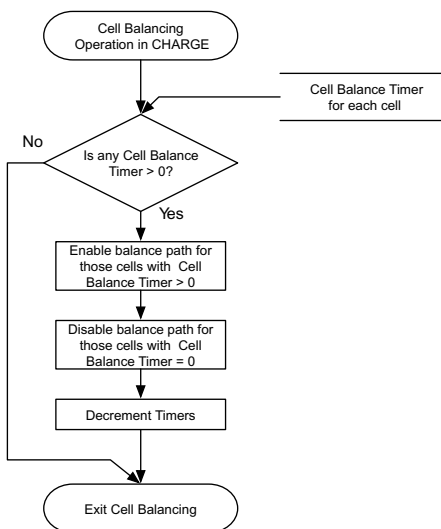 Cell Balancing
Operation in CHARGE
Cell Balance Timer
for each cell
No
Is any Cell Balance
Timer > 0?
Yes
Enable balance path for
those cells with Cell
Balance Timer > 0
Disable balance path for
those cells with Cell
Balance Timer = 0
Decrement Timers
Exit Cell Balancing